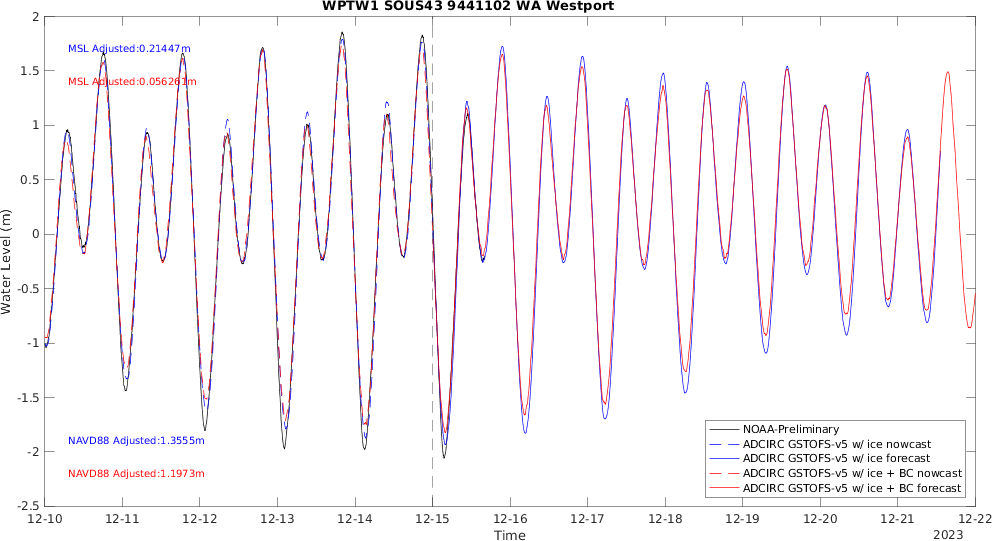 WPTW1 SOUS43 9441102 WA Westport
2
1.5
1
0.5
0
-0.5
-1
-1.5
-2
-2.5
Water Level (m)
MSL Adjusted:0.21447m
MSL Adjusted:0.056261m
NAVD88 Adjusted:1.3555m
NAVD88 Adjusted:1.1973m
NOAA-Preliminary
ADCIRC GSTOFS-v5 w/ ice nowcast
ADCIRC GSTOFS-v5 w/ ice forecast
ADCIRC GSTOFS-v5 w/ ice + BC nowcast
ADCIRC GSTOFS-v5 w/ ice + BC forecast
12-10 12-11 12-12 12-13 12-14 12-15 12-16 12-17 12-18 12-19 12-20 12-21 12-22
Time
2023